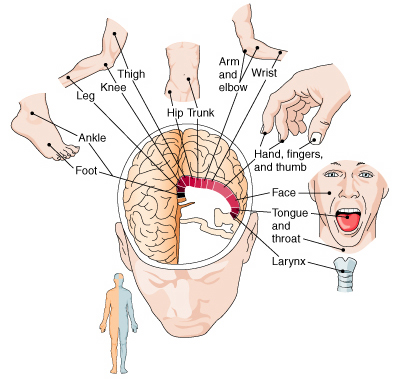 Thigh
Knee
Leg
Ankle
Foot
Hip Trunk
Arm
and
elbow
Wrist
Hand, fingers,
and thumb
Face
Tongue
and
throat
Larynx